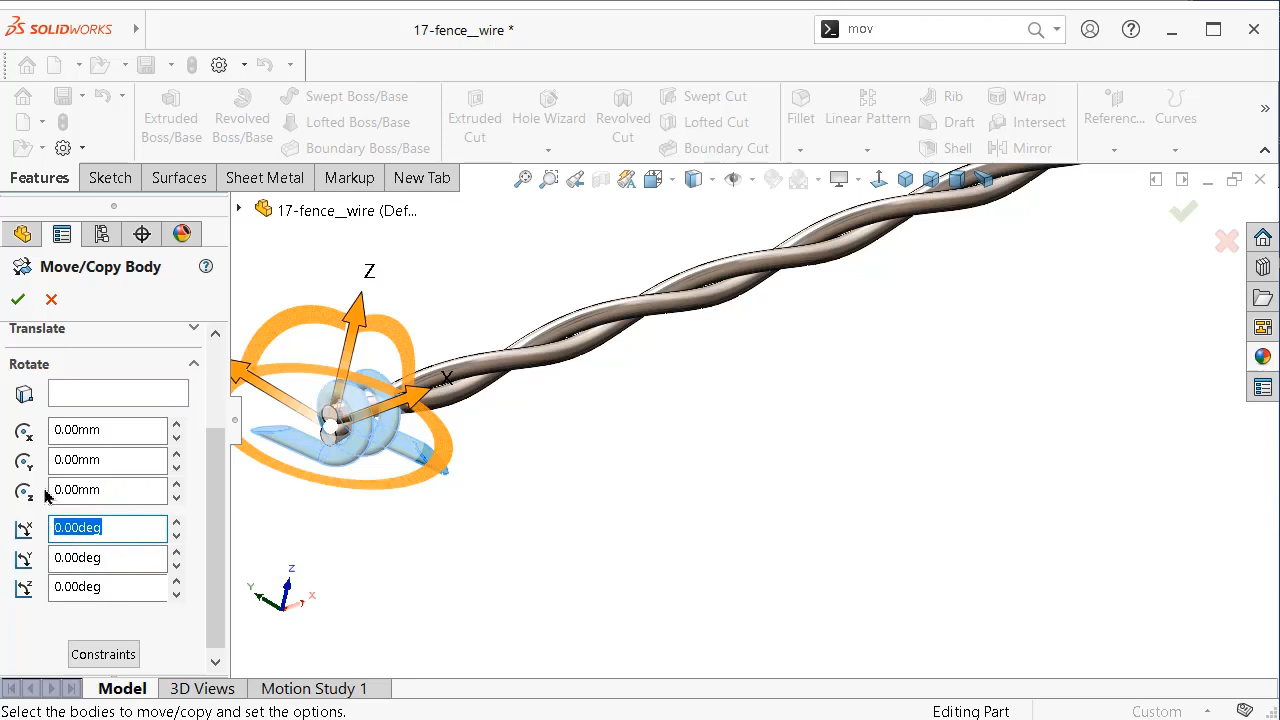 SOLIDWORKS
17-fence__wire *
mov
Extruded Boss/Base
Revolved Boss/Base
Swept Boss/Base
Lofted Boss/Base
Boundary Boss/Base
Extruded Cut
Hole Wizard
Revolved Cut
Swept Cut
Lofted Cut
Boundary Cut
Fillet
Linear Pattern
Rib
Draft
Shell
Wrap
Intersect
Mirror
Referenc...
Curves
Features
Sketch
Surfaces
Sheet Metal
Markup
New Tab
17-fence__wire (Def...
Move/Copy Body
Translate
Rotate
0.00mm
0.00mm
0.00mm
0.00deg
0.00deg
0.00deg
Constraints
Z
X
Z
Y
X
Model
3D Views
Motion Study 1
Select the bodies to move/copy and set the options.
Editing Part
Custom